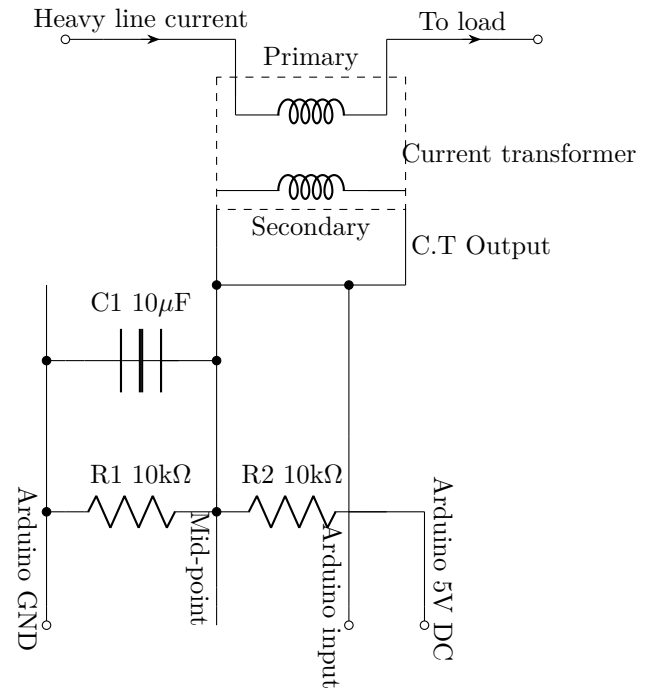 Heavy line current
To load
Primary
Current transformer
Secondary
C.T Output
C1 10μF
R1 10kΩ
R2 10kΩ
Arduino GND
Mid-point
Arduino input
Arduino 5V DC